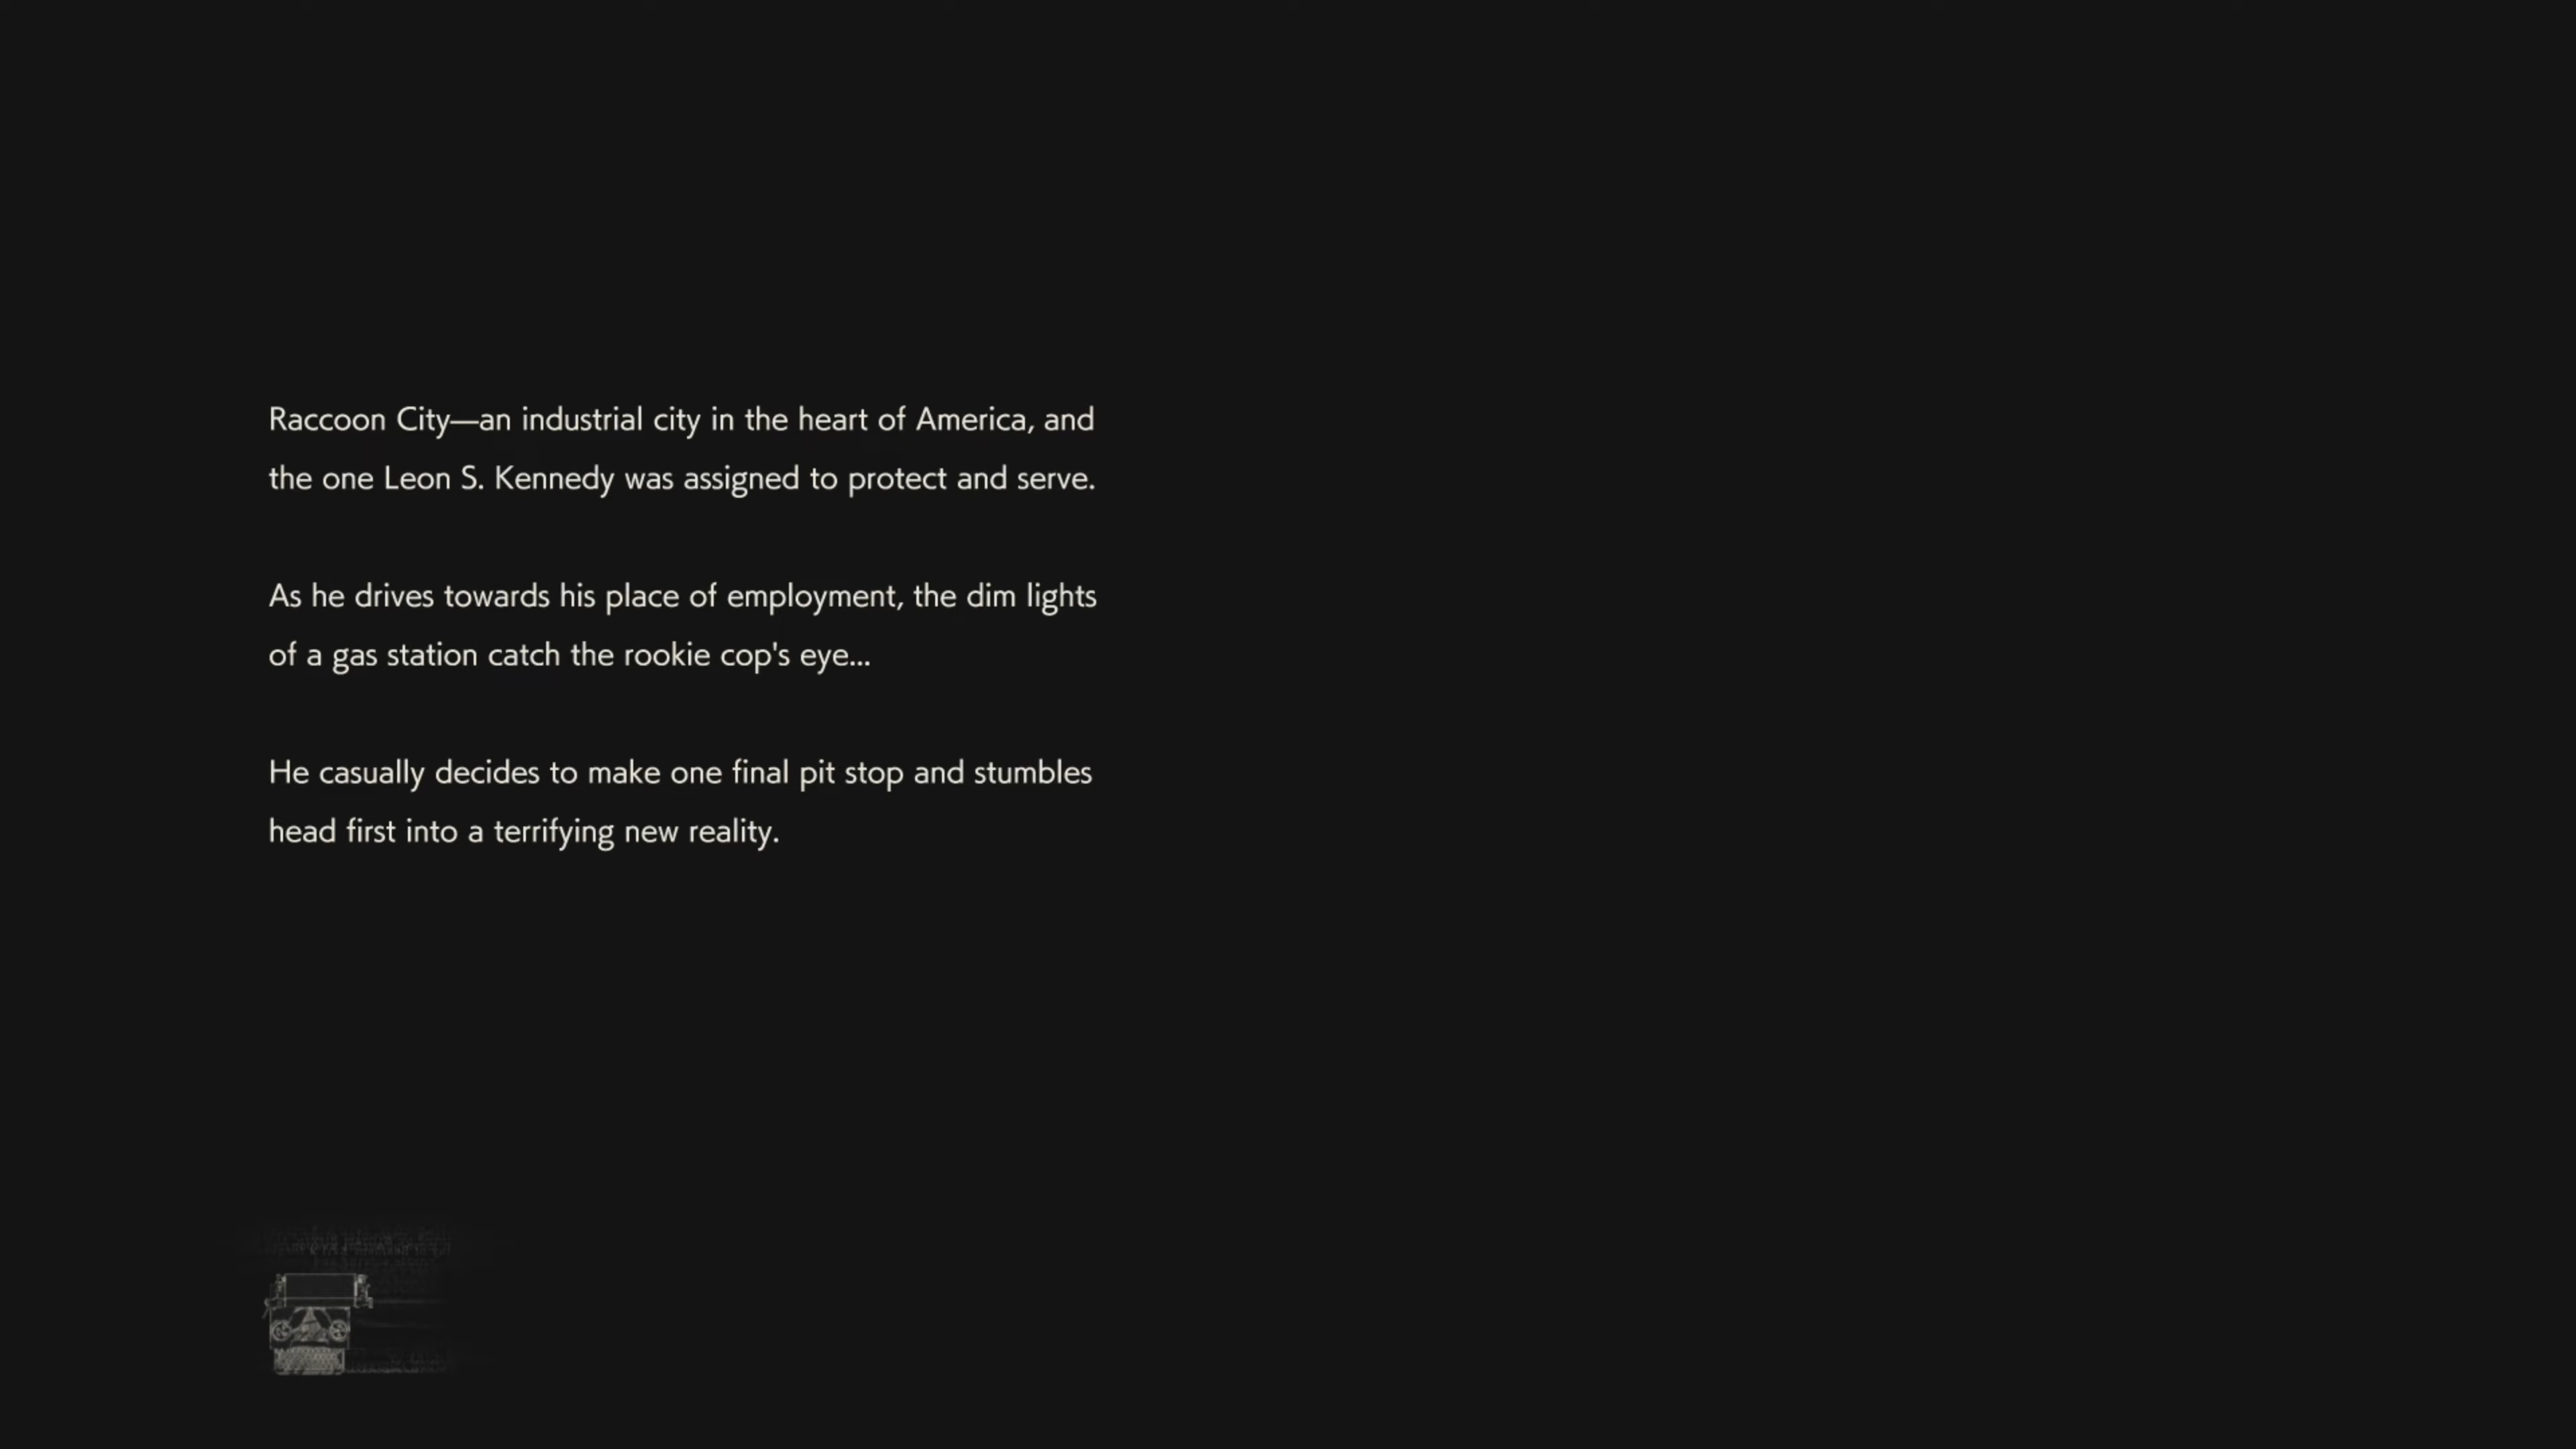 Raccoon City—an industrial city in the heart of America, and
the one Leon S. Kennedy was assigned to protect and serve.
As he drives towards his place of employment, the dim lights
of a gas station catch the rookie cop's eye...
He casually decides to make one final pit stop and stumbles
head first into a terrifying new reality.